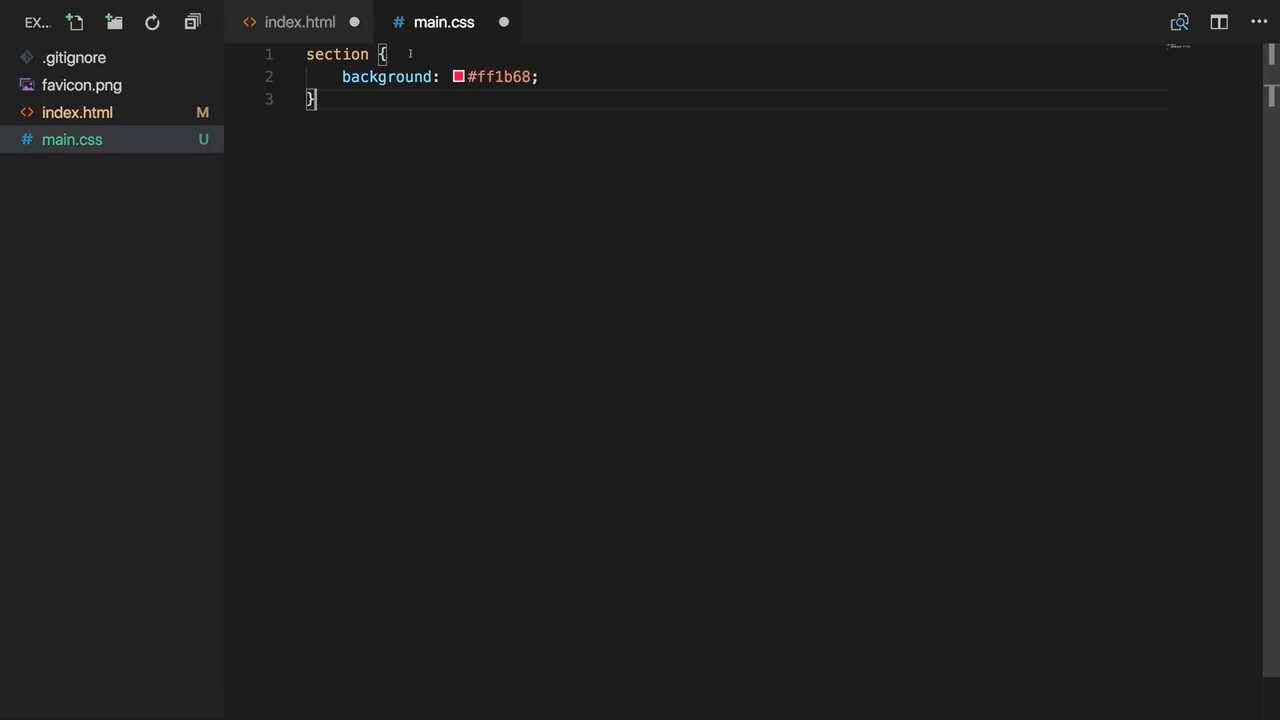 EX...
index.html
# main.css
.gitignore
favicon.png
<> index.html M
# main.css U
1 section {
2 background: #ff1b68;
3 }